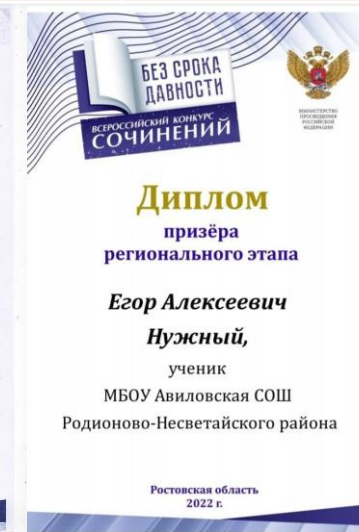 БЕЗ СРОКА
ДАВНОСТИ
ВСЕРОССИЙСКИЙ КОНКУРС
СОЧИНЕНИЙ
МИНИСТЕРСТВО
ПРОСВЕЩЕНИЯ
РОССИЙСКОЙ
ФЕДЕРАЦИИ
Диплом
призёра
регионального этапа
Егор Алексеевич
Нужный,
ученик
МБОУ Авиловская СОШ
Родионово-Несветайского района
Ростовская область
2022 г.